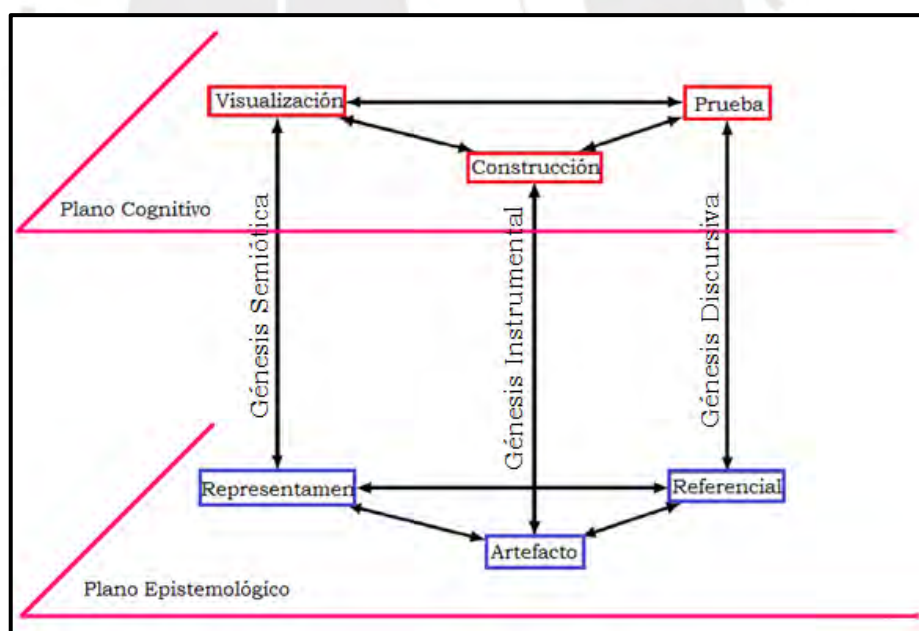 Visualización
Prueba
Construcción
Plano Cognitivo
Génesis Semiótica
Génesis Instrumental
Génesis Discursiva
Representamen
Referencial
Artefacto
Plano Epistemológico